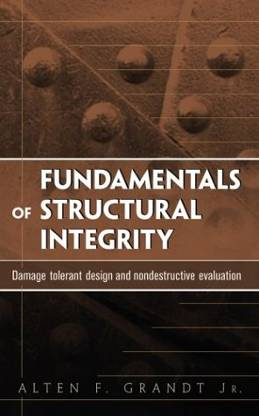 FUNDAMENTALS
OF STRUCTURAL
INTEGRITY
Damage tolerant design and nondestructive evaluation
ALTEN F. GRANDT JR.